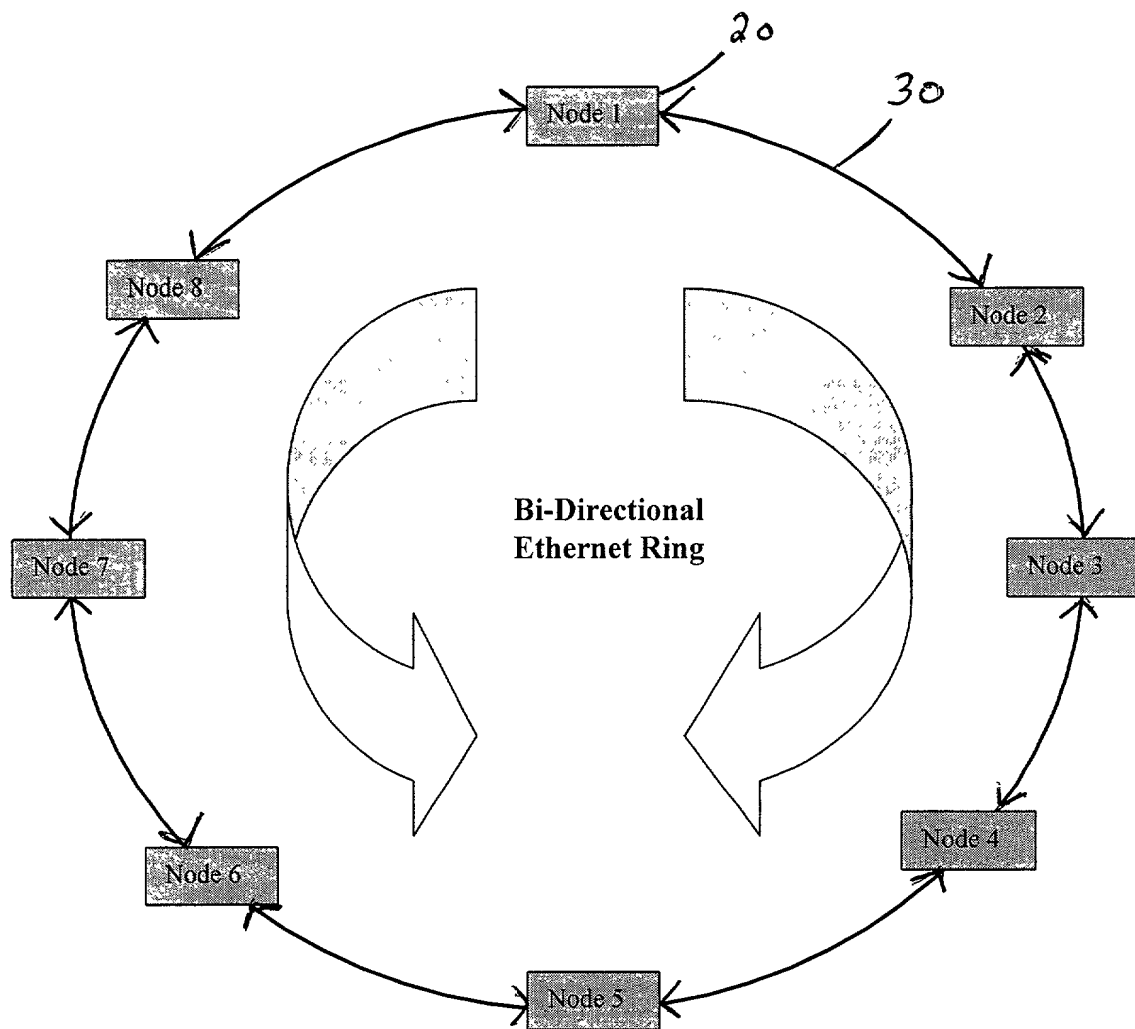 20
30
Node 1
Node 8
Node 2
Bi-Directional
Ethernet Ring
Node 7
Node 3
Node 4
Node 6
Node 5